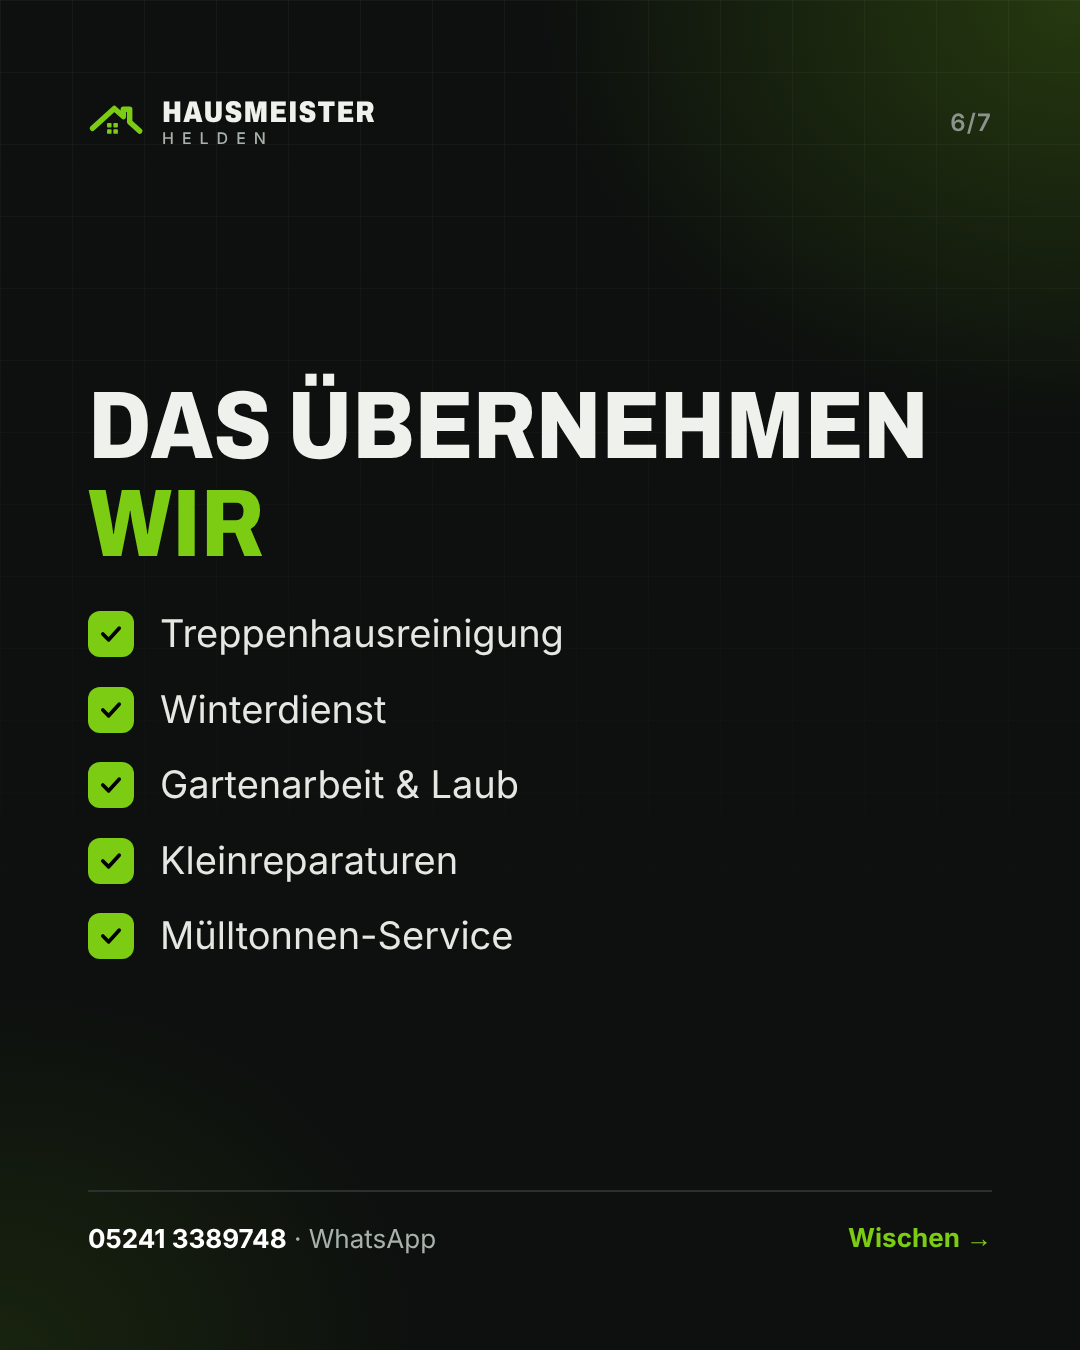 HAUSMEISTER
HELDEN
6/7
DAS ÜBERNEHMEN
WIR
Treppenhausreinigung
Winterdienst
Gartenarbeit & Laub
Kleinreparaturen
Mülltonnen-Service
05241 3389748 · WhatsApp
Wischen →